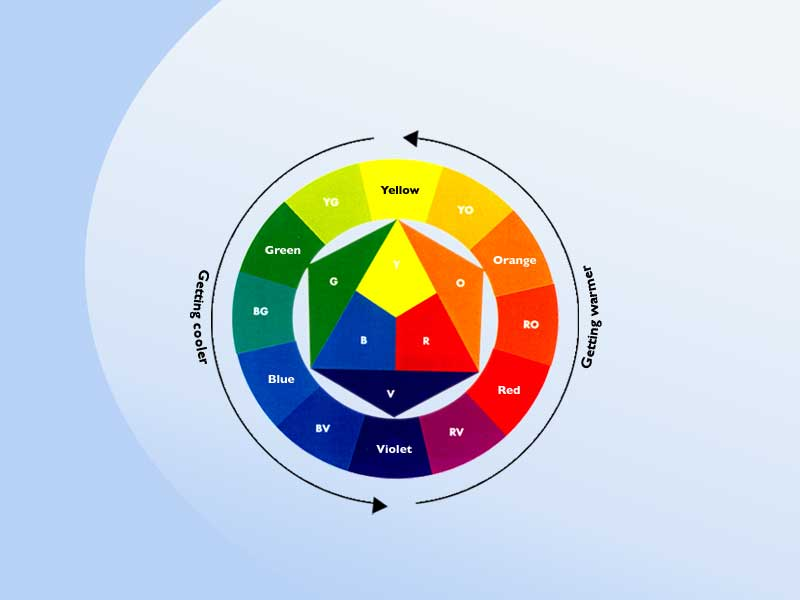 Yellow
YG
YO
Green
Orange
Y
G
O
BG
RO
B
R
Getting cooler
Getting warmer
Blue
Red
V
BV
RV
Violet